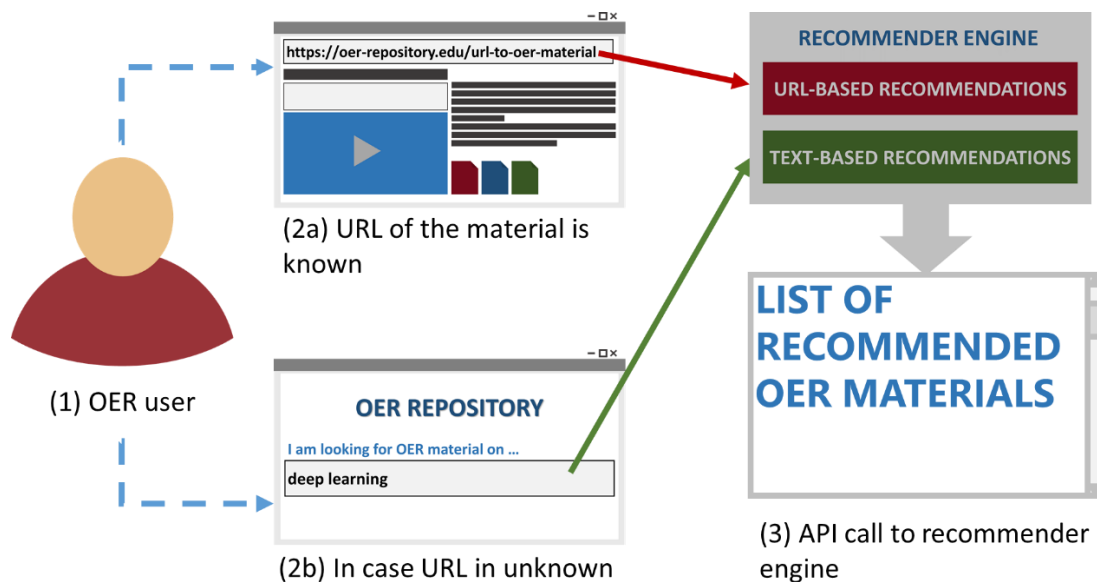 https://oer-repository.edu/url-to-oer-material
(2a) URL of the material is
known
(1) OER user
OER REPOSITORY
I am looking for OER material on ...
deep learning
(2b) In case URL in unknown
RECOMMENDER ENGINE
URL-BASED RECOMMENDATIONS
TEXT-BASED RECOMMENDATIONS
LIST OF
RECOMMENDED
OER MATERIALS
(3) API call to recommender
engine